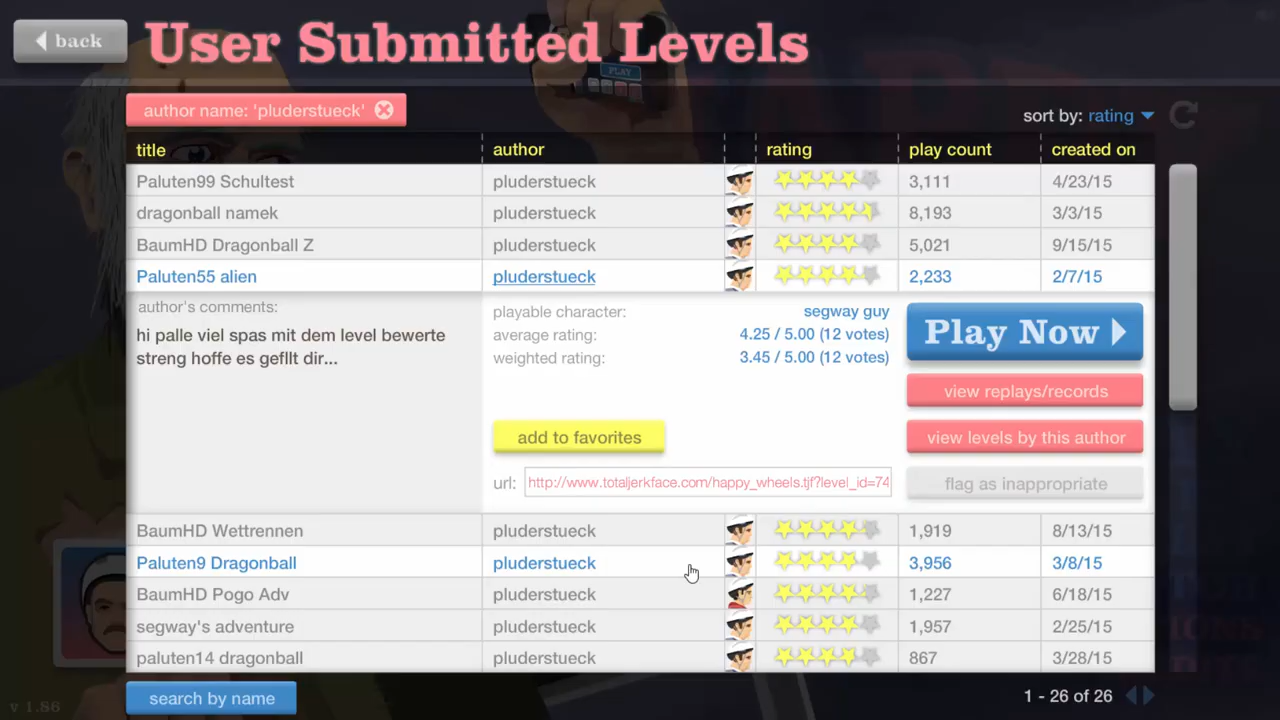 back
User Submitted Levels
PLAY
author name: 'pluderstueck'
sort by: rating
title author rating play count created on
Paluten99 Schultest pluderstueck 3,111 4/23/15
dragonball namek pluderstueck 8,193 3/3/15
BaumHD Dragonball Z pluderstueck 5,021 9/15/15
Paluten55 alien pluderstueck 2,233 2/7/15
author's comments:
hi palle viel spas mit dem level bewerte
streng hoffe es gefllt dir...
playable character: segway guy
average rating: 4.25 / 5.00 (12 votes)
weighted rating: 3.45 / 5.00 (12 votes)
add to favorites
url: http://www.totaljerkface.com/happy_wheels.tjf?level_id=74
Play Now
view replays/records
view levels by this author
flag as inappropriate
BaumHD Wettrennen pluderstueck 1,919 8/13/15
Paluten9 Dragonball pluderstueck 3,956 3/8/15
BaumHD Pogo Adv pluderstueck 1,227 6/18/15
segway's adventure pluderstueck 1,957 2/25/15
paluten14 dragonball pluderstueck 867 3/28/15
search by name
1 - 26 of 26
v 1.86